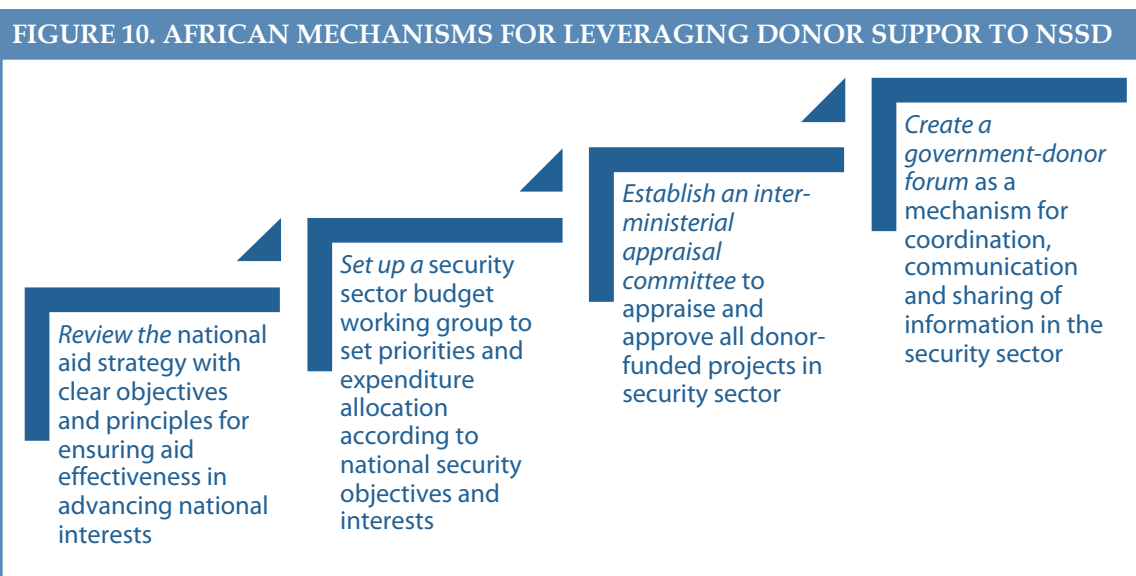 FIGURE 10. AFRICAN MECHANISMS FOR LEVERAGING DONOR SUPPOR TO NSSD
Review the national
aid strategy with
clear objectives
and principles for
ensuring aid
effectiveness in
advancing national
interests
Set up a security
sector budget
working group to
set priorities and
expenditure
allocation
according to
national security
objectives and
interests
Establish an inter-
ministerial
appraisal
committee to
appraise and
approve all donor-
funded projects in
security sector
Create a
government-donor
forum as a
mechanism for
coordination,
communication
and sharing of
information in the
security sector